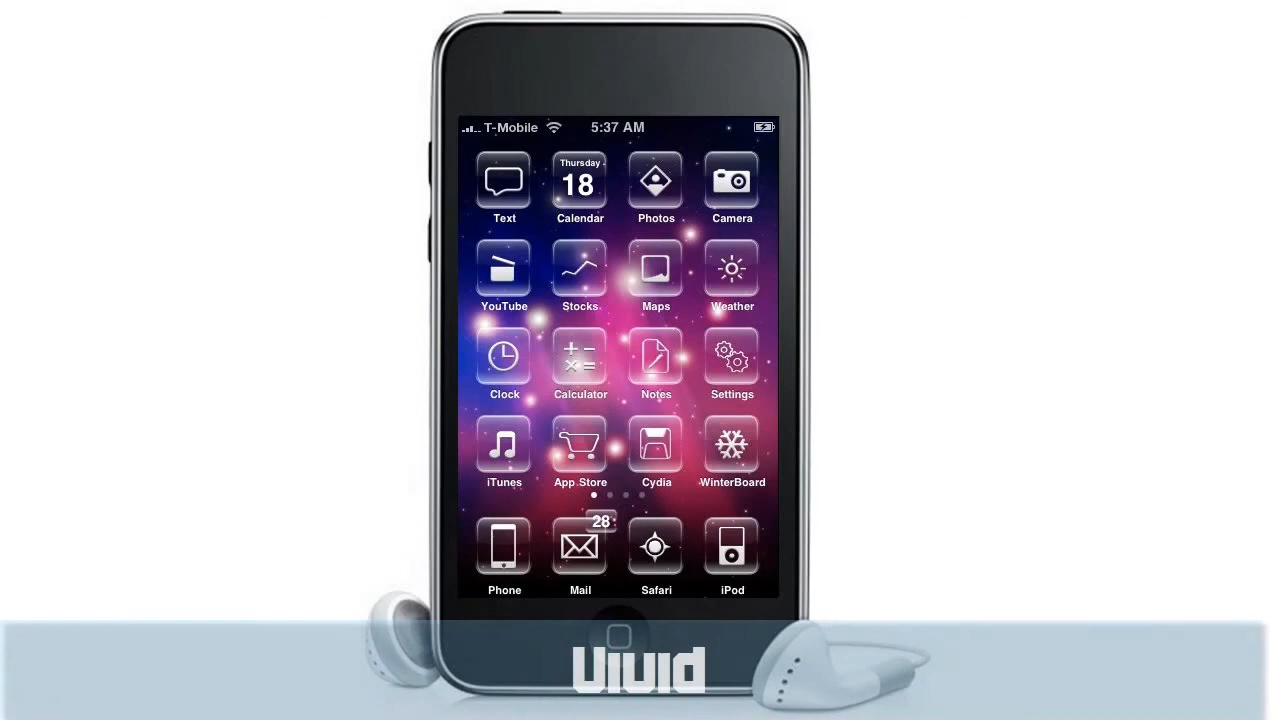 T-Mobile 5:37 AM
Thursday
18
Text Calendar Photos Camera
YouTube Stocks Maps Weather
Clock Calculator Notes Settings
iTunes App Store Cydia WinterBoard
28
Phone Mail Safari iPod
Vivid